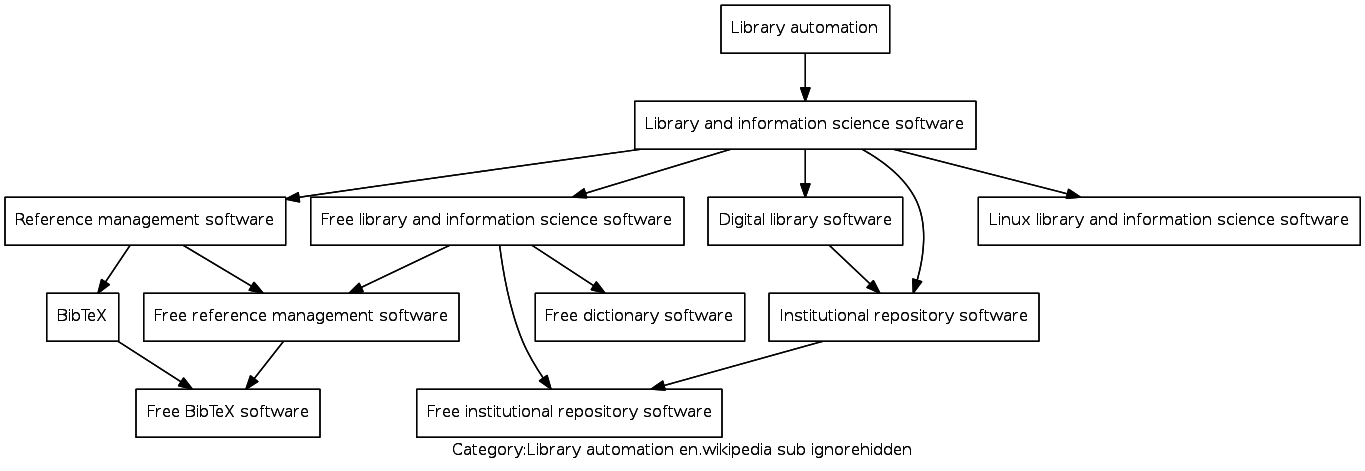 Library automation
Library and information science software
Reference management software
Free library and information science software
Digital library software
Linux library and information science software
BibTeX
Free reference management software
Free dictionary software
Institutional repository software
Free BibTeX software
Free institutional repository software
Category:Library automation en.wikipedia sub ignorehidden